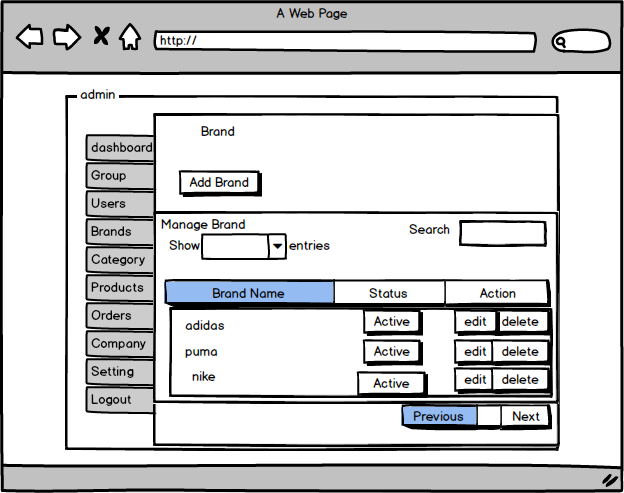 A Web Page
http://
admin
dashboard
Group
Users
Brands
Category
Products
Orders
Company
Setting
Logout
Brand
Add Brand
Manage Brand
Search
Show entries
Brand Name Status Action
adidas Active edit delete
puma Active edit delete
nike Active edit delete
Previous Next